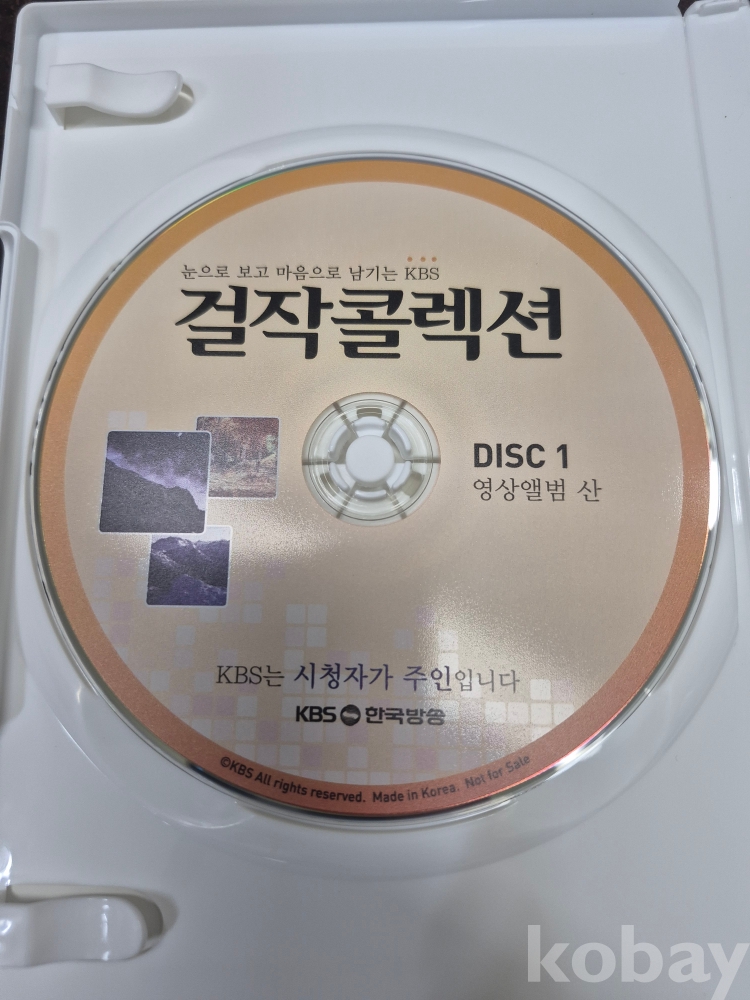 눈으로 보고 마음으로 남기는 KBS
걸작콜렉션
DISC 1
영상앨범 산
KBS는 시청자가 주인입니다
KBS 한국방송
©KBS All rights reserved. Made in Korea. Not for Sale
kobay